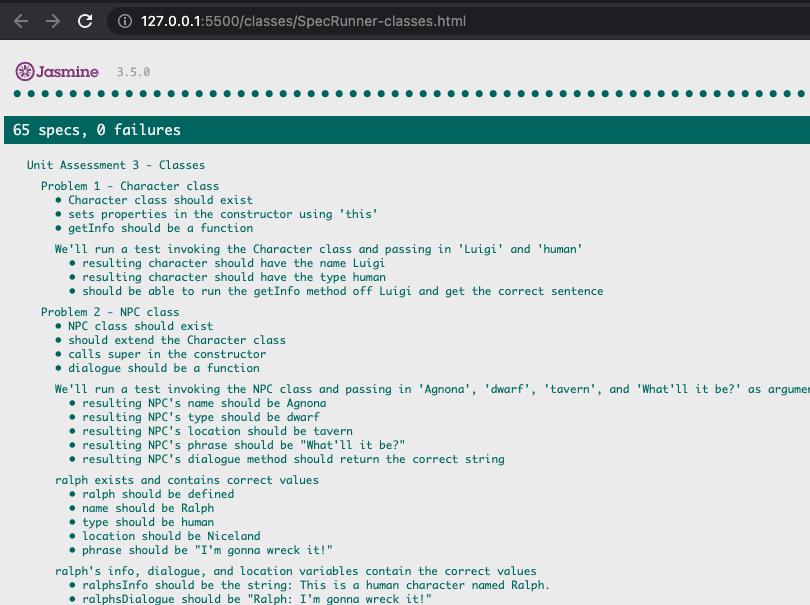 127.0.0.1:5500/classes/SpecRunner-classes.html
Jasmine 3.5.0
65 specs, 0 failures
Unit Assessment 3 - Classes
Problem 1 - Character class
• Character class should exist
• sets properties in the constructor using 'this'
• getInfo should be a function
We'll run a test invoking the Character class and passing in 'Luigi' and 'human'
• resulting character should have the name Luigi
• resulting character should have the type human
• should be able to run the getInfo method off Luigi and get the correct sentence
Problem 2 - NPC class
• NPC class should exist
• should extend the Character class
• calls super in the constructor
• dialogue should be a function
We'll run a test invoking the NPC class and passing in 'Agnona', 'dwarf', 'tavern', and 'What'll it be?' as argumen
• resulting NPC's name should be Agnona
• resulting NPC's type should be dwarf
• resulting NPC's location should be tavern
• resulting NPC's phrase should be "What'll it be?"
• resulting NPC's dialogue method should return the correct string
ralph exists and contains correct values
• ralph should be defined
• name should be Ralph
• type should be human
• location should be Niceland
• phrase should be "I'm gonna wreck it!"
ralph's info, dialogue, and location variables contain the correct values
• ralphsInfo should be the string: This is a human character named Ralph.
• ralphsDialogue should be "Ralph: I'm gonna wreck it!"